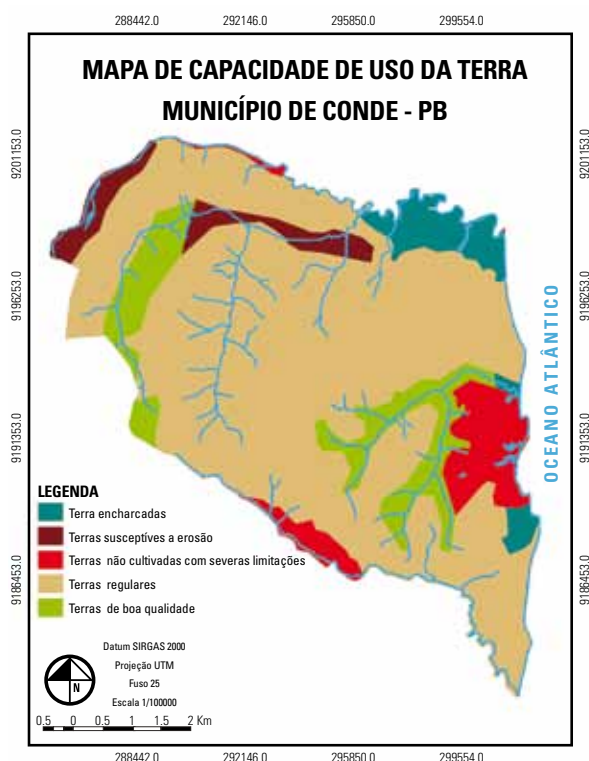 288442.0 292146.0 295850.0 299554.0
MAPA DE CAPACIDADE DE USO DA TERRA
MUNICÍPIO DE CONDE - PB
9201153.0
9201153.0
9196253.0
9196253.0
OCEANO ATLÂNTICO
9191353.0
9191353.0
LEGENDA
Terra encharcadas
Terras susceptíves a erosão
Terras não cultivadas com severas limitações
Terras regulares
Terras de boa qualidade
9186453.0
9186453.0
Datum SIRGAS 2000
Projeção UTM
Fuso 25
Escala 1/100000
N
0.5 0 0.5 1 1.5 2 Km
288442.0 292146.0 295850.0 299554.0